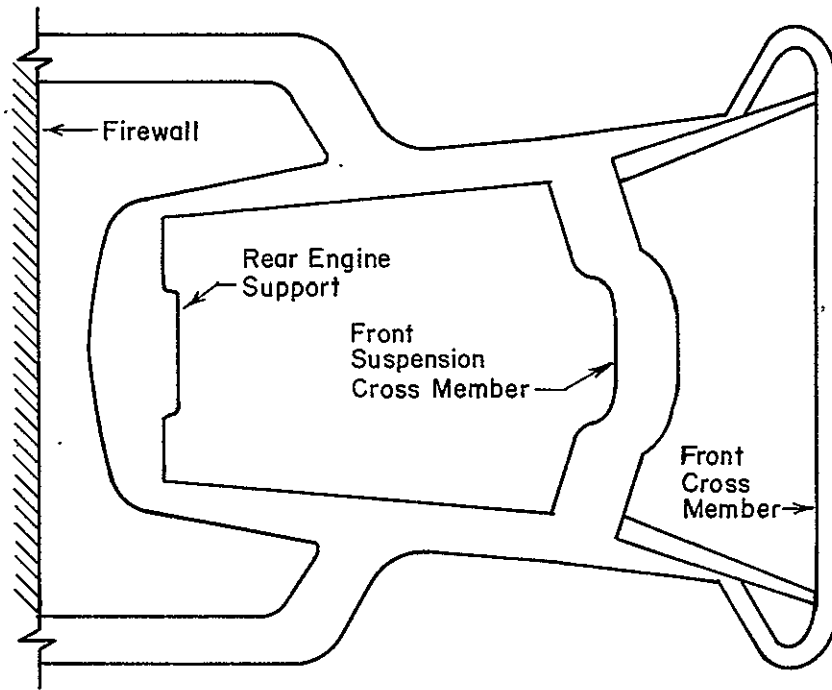 Firewall
Rear Engine
Support
Front
Suspension
Cross Member
Front
Cross
Member